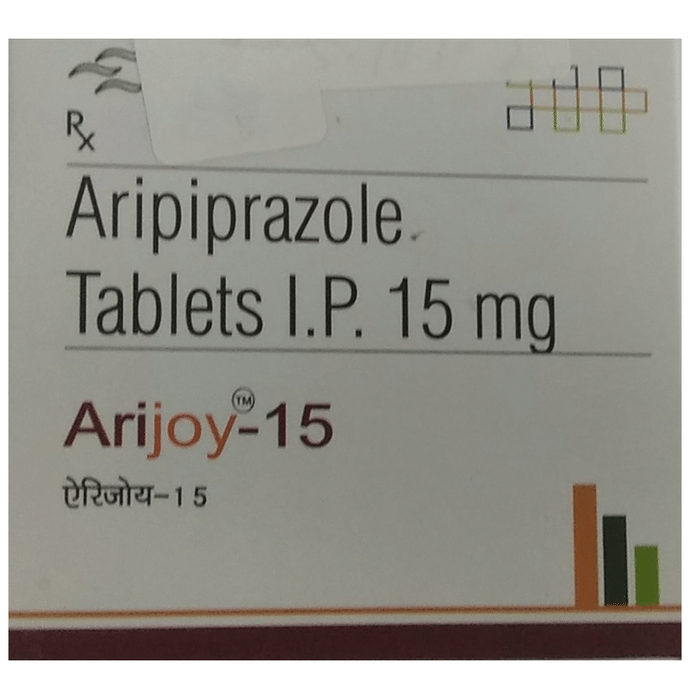 Rx
Aripiprazole
Tablets I.P. 15 mg
Arijoy™-15
ऐरिजोय-15